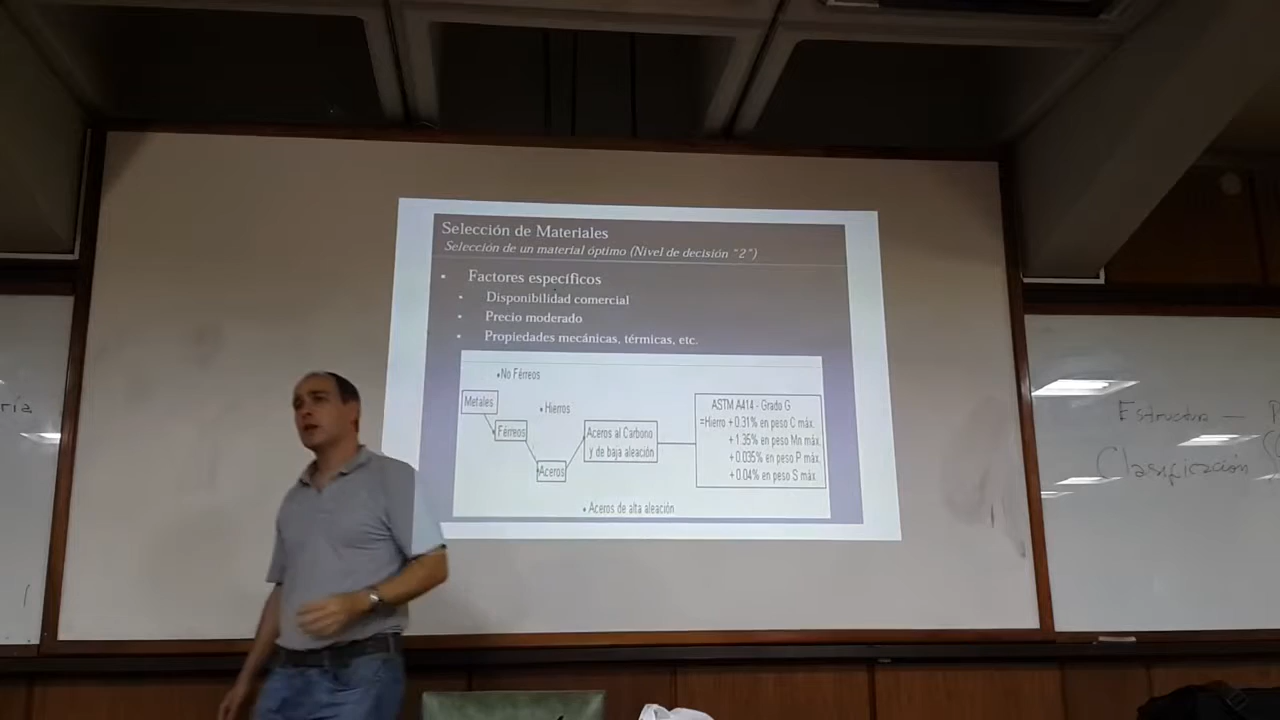 Selección de Materiales
Selección de un material óptimo (Nivel de decisión "2")
• Factores específicos
• Disponibilidad comercial
• Precio moderado
• Propiedades mecánicas, térmicas, etc.
• No Férreos
Metales
• Hierros
Férreos
Aceros al Carbono
y de baja aleación
Aceros
ASTM A414 - Grado G
=Hierro + 0.31% en peso C máx.
+ 1.35% en peso Mn máx.
+ 0.035% en peso P máx.
+ 0.04% en peso S máx.
• Aceros de alta aleación
ría
Estructura —
Clasificación